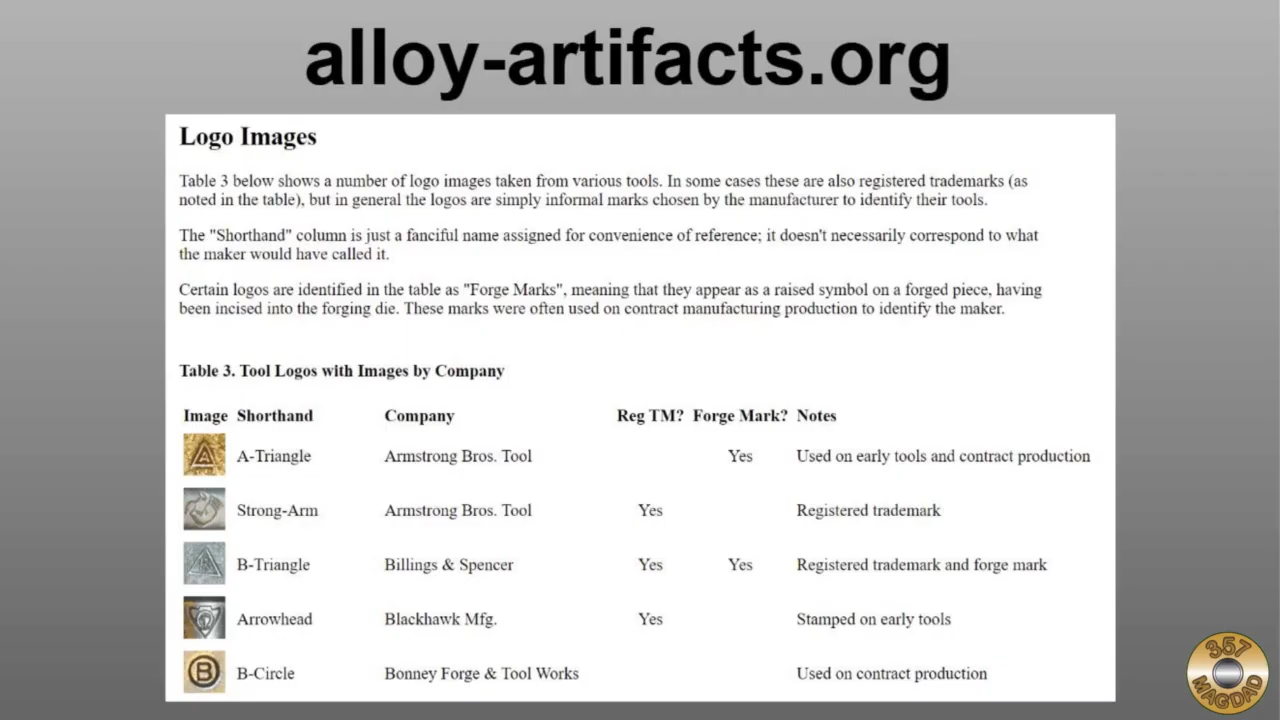 alloy-artifacts.org
Logo Images
Table 3 below shows a number of logo images taken from various tools. In some cases these are also registered trademarks (as
noted in the table), but in general the logos are simply informal marks chosen by the manufacturer to identify their tools.
The "Shorthand" column is just a fanciful name assigned for convenience of reference; it doesn't necessarily correspond to what
the maker would have called it.
Certain logos are identified in the table as "Forge Marks", meaning that they appear as a raised symbol on a forged piece, having
been incised into the forging die. These marks were often used on contract manufacturing production to identify the maker.
Table 3. Tool Logos with Images by Company
Image Shorthand Company Reg TM? Forge Mark? Notes
A A-Triangle Armstrong Bros. Tool Yes Used on early tools and contract production
Strong-Arm Armstrong Bros. Tool Yes Registered trademark
B B-Triangle Billings & Spencer Yes Yes Registered trademark and forge mark
Arrowhead Blackhawk Mfg. Yes Stamped on early tools
B B-Circle Bonney Forge & Tool Works Used on contract production
357
MAGDAD